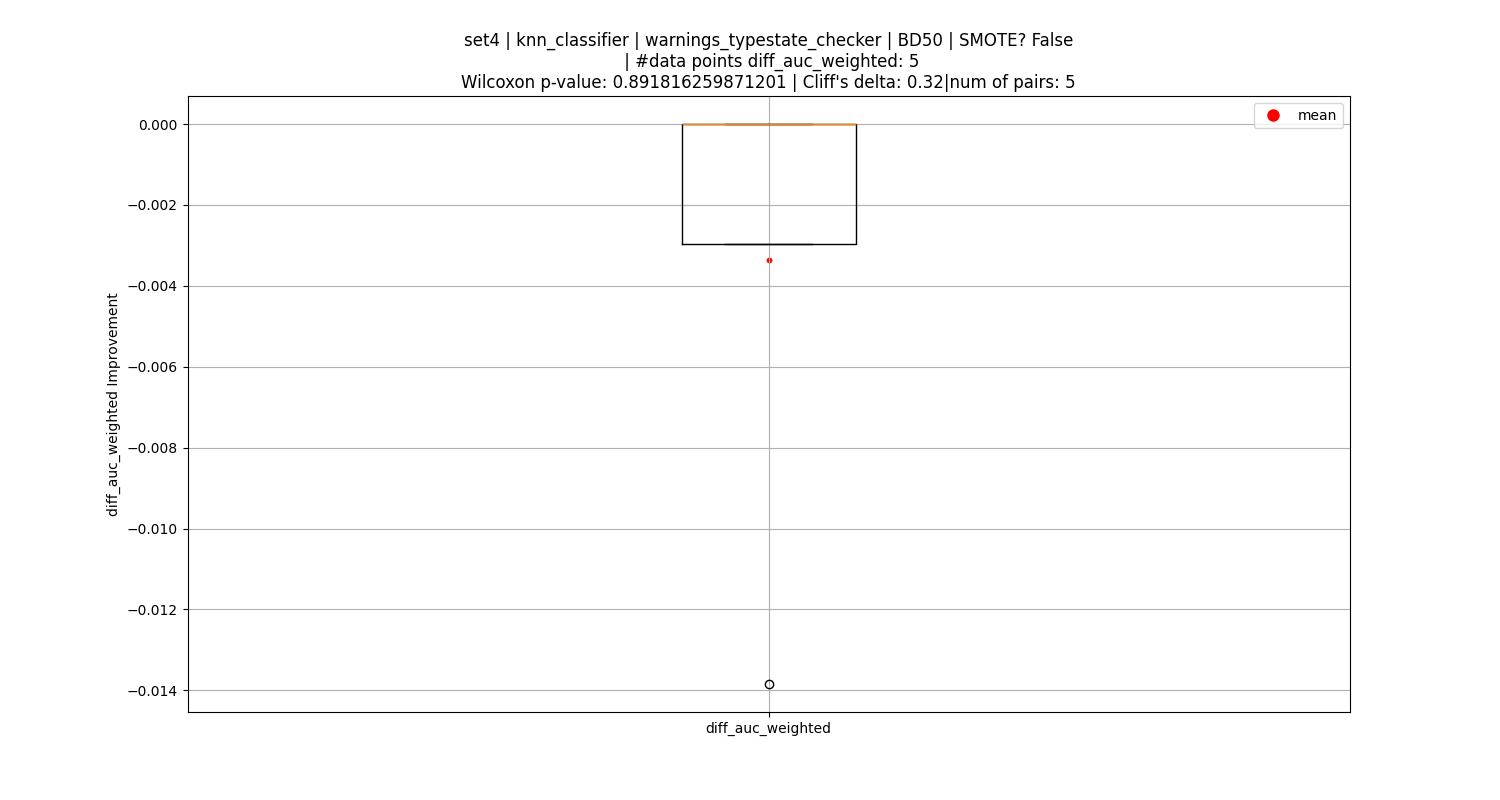 set4 | knn_classifier | warnings_typestate_checker | BD50 | SMOTE? False
| #data points diff_auc_weighted: 5
Wilcoxon p-value: 0.891816259871201 | Cliff's delta: 0.32|num of pairs: 5
mean
0.000
−0.002
−0.004
−0.006
−0.008
−0.010
−0.012
−0.014
diff_auc_weighted Improvement
diff_auc_weighted